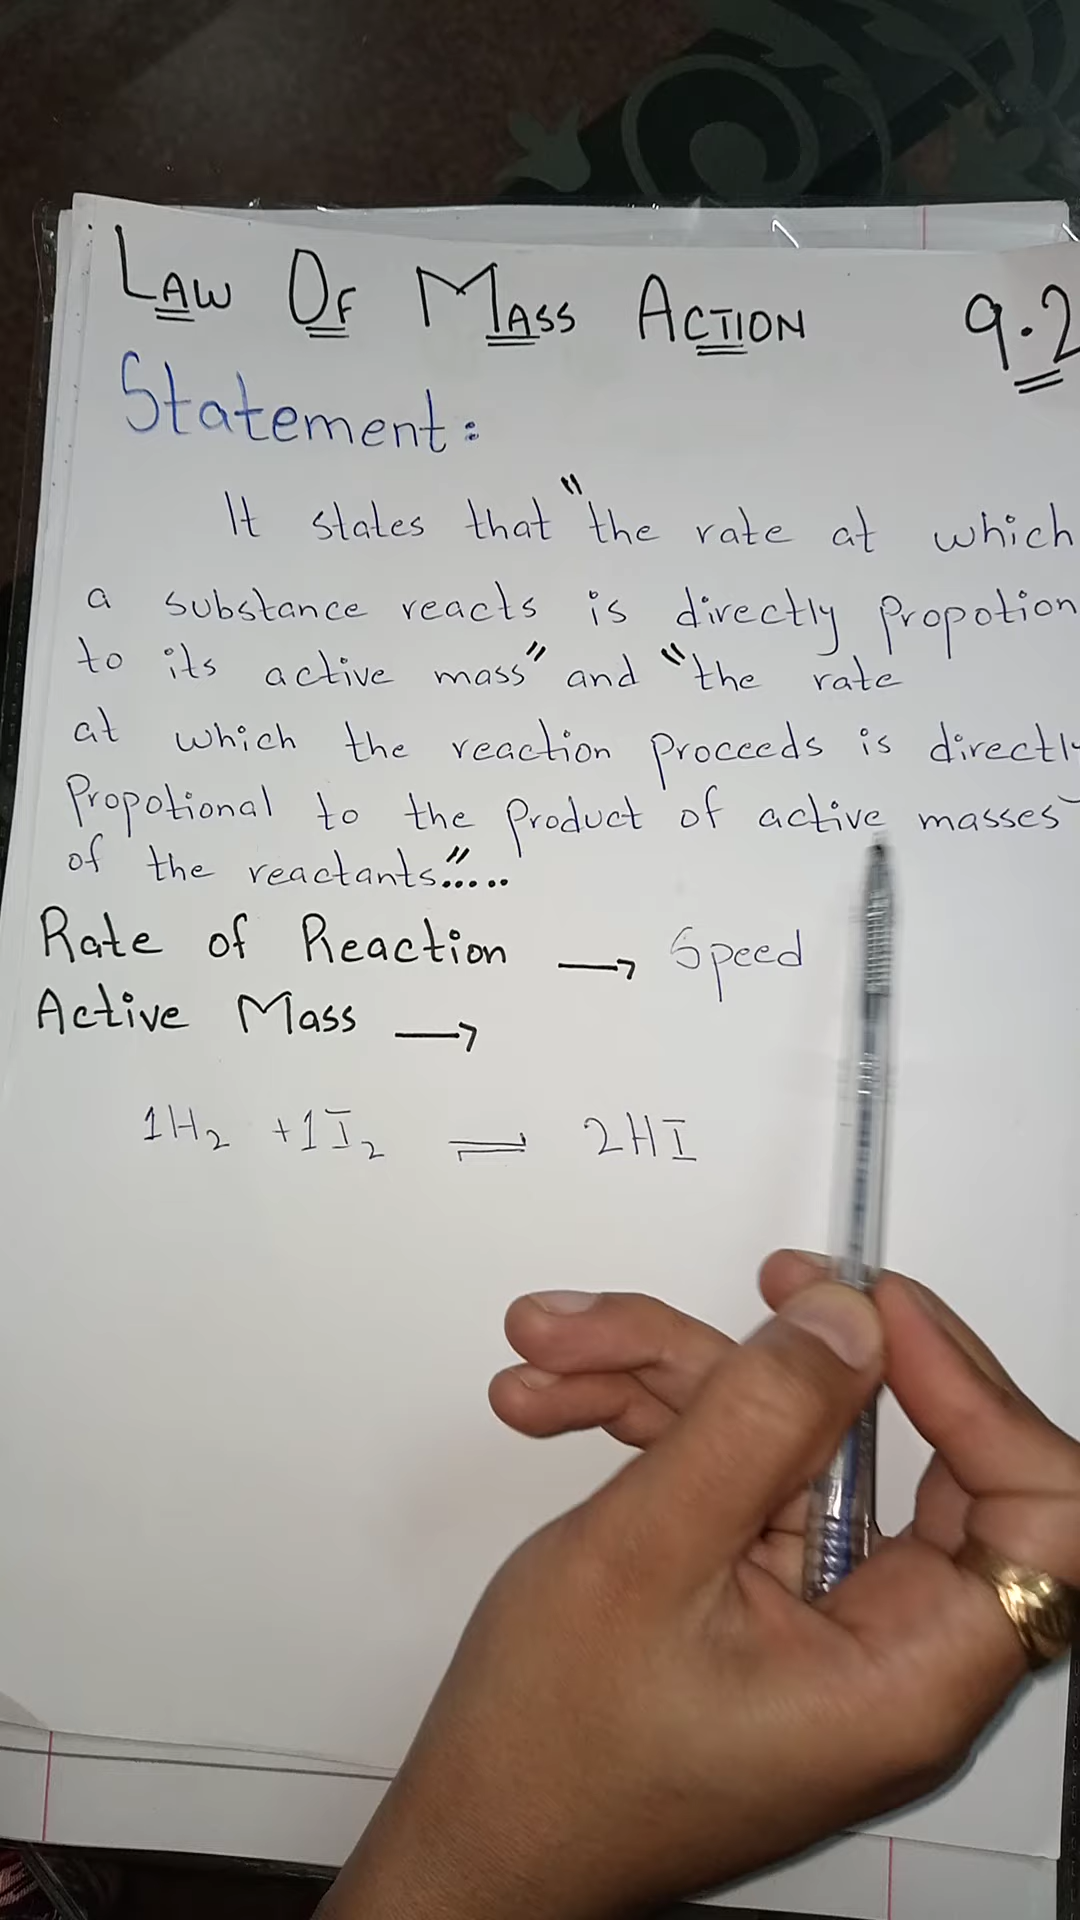 LAW OF MASS ACTION 9.2
Statement:
It states that "the rate at which
a substance reacts is directly Propotion
to its active mass" and "the rate
at which the reaction Proceeds is directly
Propotional to the Product of active masses
of the reactants".....
Rate of Reaction → Speed
Active Mass →
1H₂ + 1I₂ ⇌ 2HI